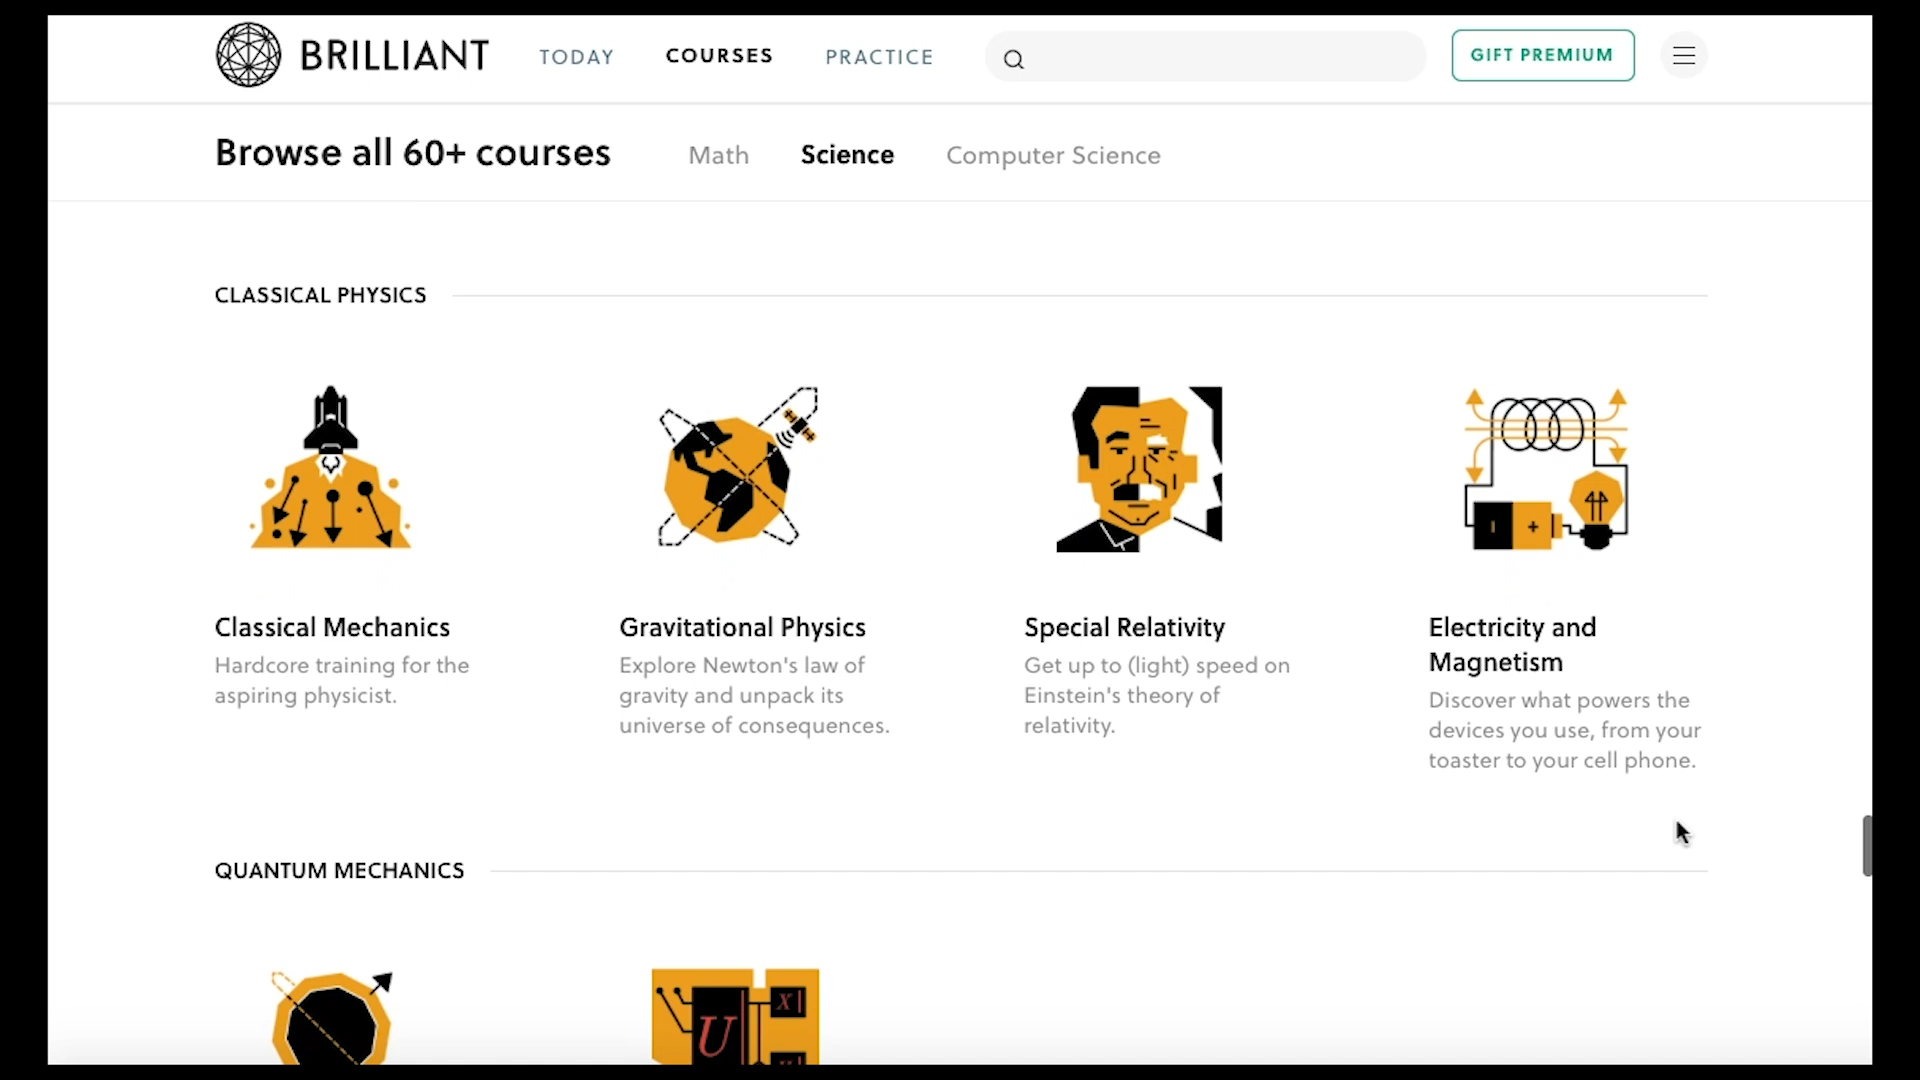 BRILLIANT TODAY COURSES PRACTICE GIFT PREMIUM
Browse all 60+ courses Math Science Computer Science
CLASSICAL PHYSICS
Classical Mechanics
Hardcore training for the
aspiring physicist.
Gravitational Physics
Explore Newton's law of
gravity and unpack its
universe of consequences.
Special Relativity
Get up to (light) speed on
Einstein's theory of
relativity.
Electricity and
Magnetism
Discover what powers the
devices you use, from your
toaster to your cell phone.
QUANTUM MECHANICS
U X